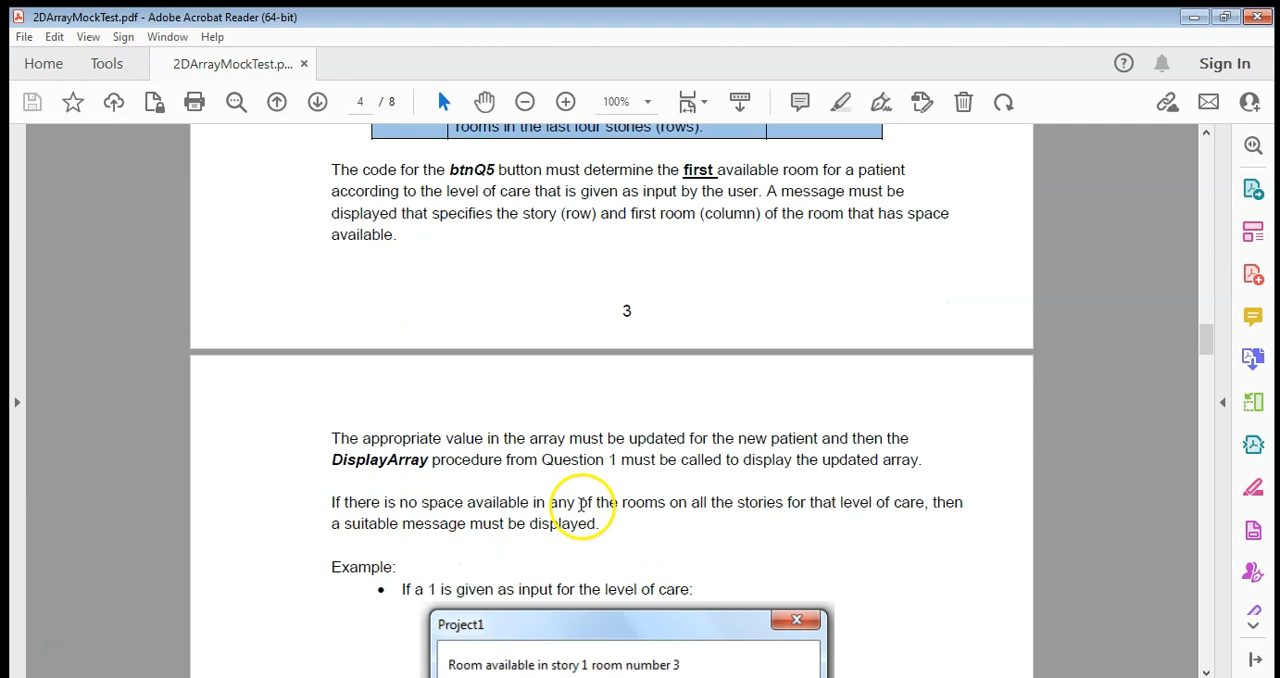 2DArrayMockTest.pdf - Adobe Acrobat Reader (64-bit)
File Edit View Sign Window Help
Home Tools 2DArrayMockTest.p... × Sign In
4 / 8 100%
rooms in the last four stories (rows).
The code for the btnQ5 button must determine the first available room for a patient
according to the level of care that is given as input by the user. A message must be
displayed that specifies the story (row) and first room (column) of the room that has space
available.
3
The appropriate value in the array must be updated for the new patient and then the
DisplayArray procedure from Question 1 must be called to display the updated array.
If there is no space available in any of the rooms on all the stories for that level of care, then
a suitable message must be displayed.
Example:
• If a 1 is given as input for the level of care:
Project1
Room available in story 1 room number 3